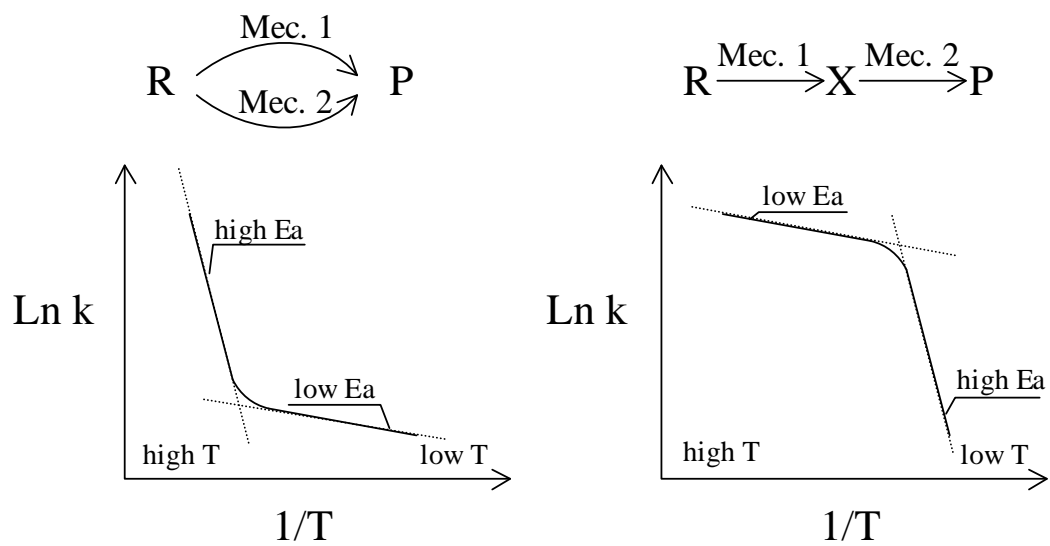 Mec. 1
R P
Mec. 2
high Ea
Ln k
low Ea
high T low T
1/T
Mec. 1 Mec. 2
R X P
low Ea
Ln k
high Ea
high T low T
1/T